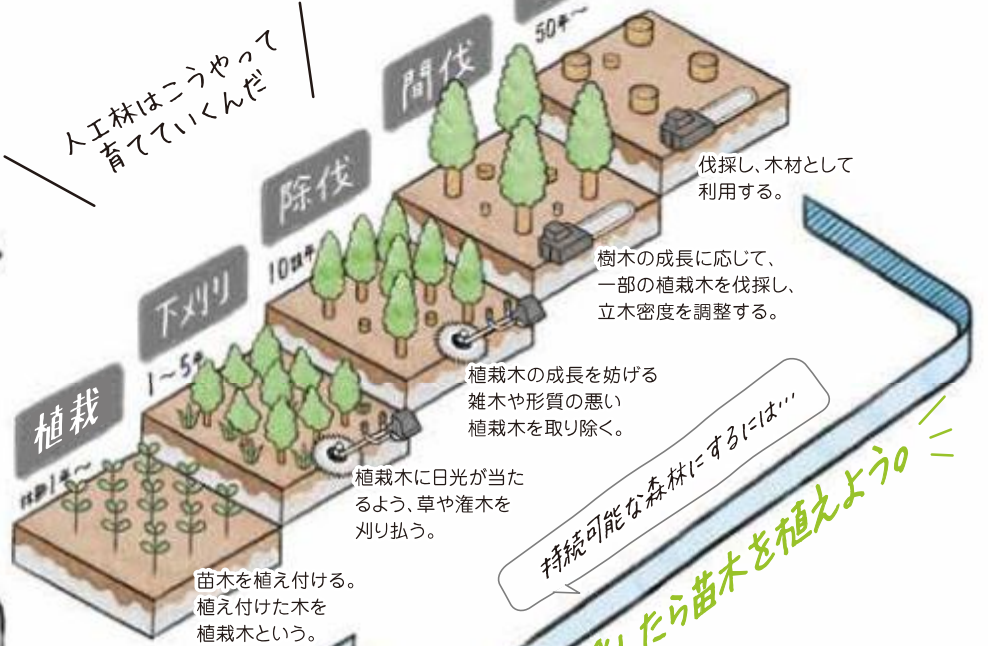 人工林はこうやって
育てていくんだ
50年〜
伐採し、木材として
利用する。
間伐
樹木の成長に応じて、
一部の植栽木を伐採し、
立木密度を調整する。
除伐
10数年
植栽木の成長を妨げる
雑木や形質の悪い
植栽木を取り除く。
下刈り
1〜5年
植栽木に日光が当た
るよう、草や潅木を
刈り払う。
植栽
林齢1年〜
苗木を植え付ける。
植え付けた木を
植栽木という。
持続可能な森林にするには…
したら苗木を植えよう。